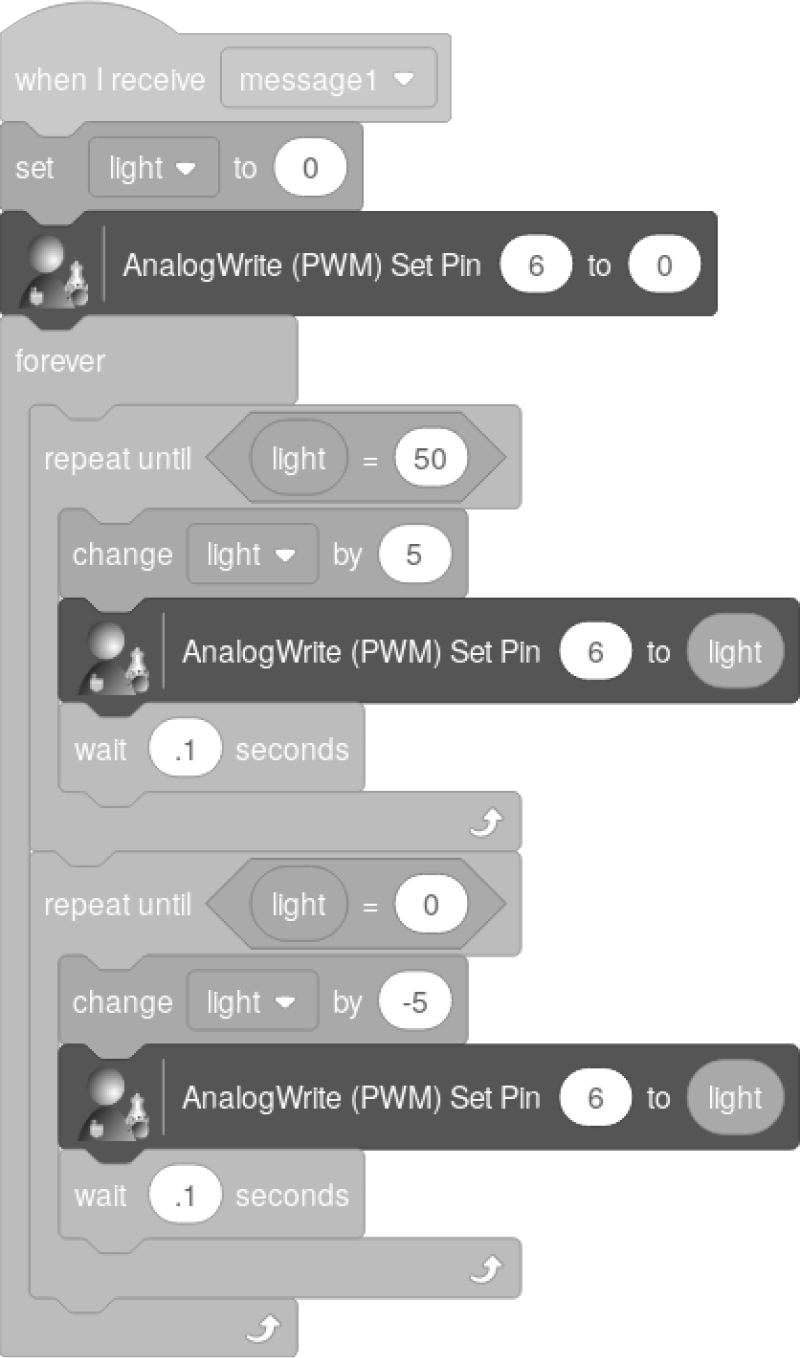 when I receive message1
set light to 0
AnalogWrite (PWM) Set Pin 6 to 0
forever
repeat until light = 50
change light by 5
AnalogWrite (PWM) Set Pin 6 to light
wait .1 seconds
repeat until light = 0
change light by -5
AnalogWrite (PWM) Set Pin 6 to light
wait .1 seconds